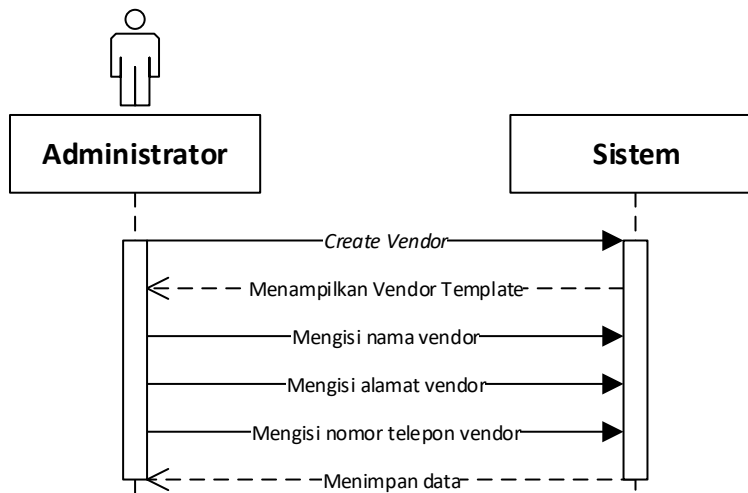 Administrator
Sistem
Create Vendor
Menampilkan Vendor Template
Mengisi nama vendor
Mengisi alamat vendor
Mengisi nomor telepon vendor
Menimpan data